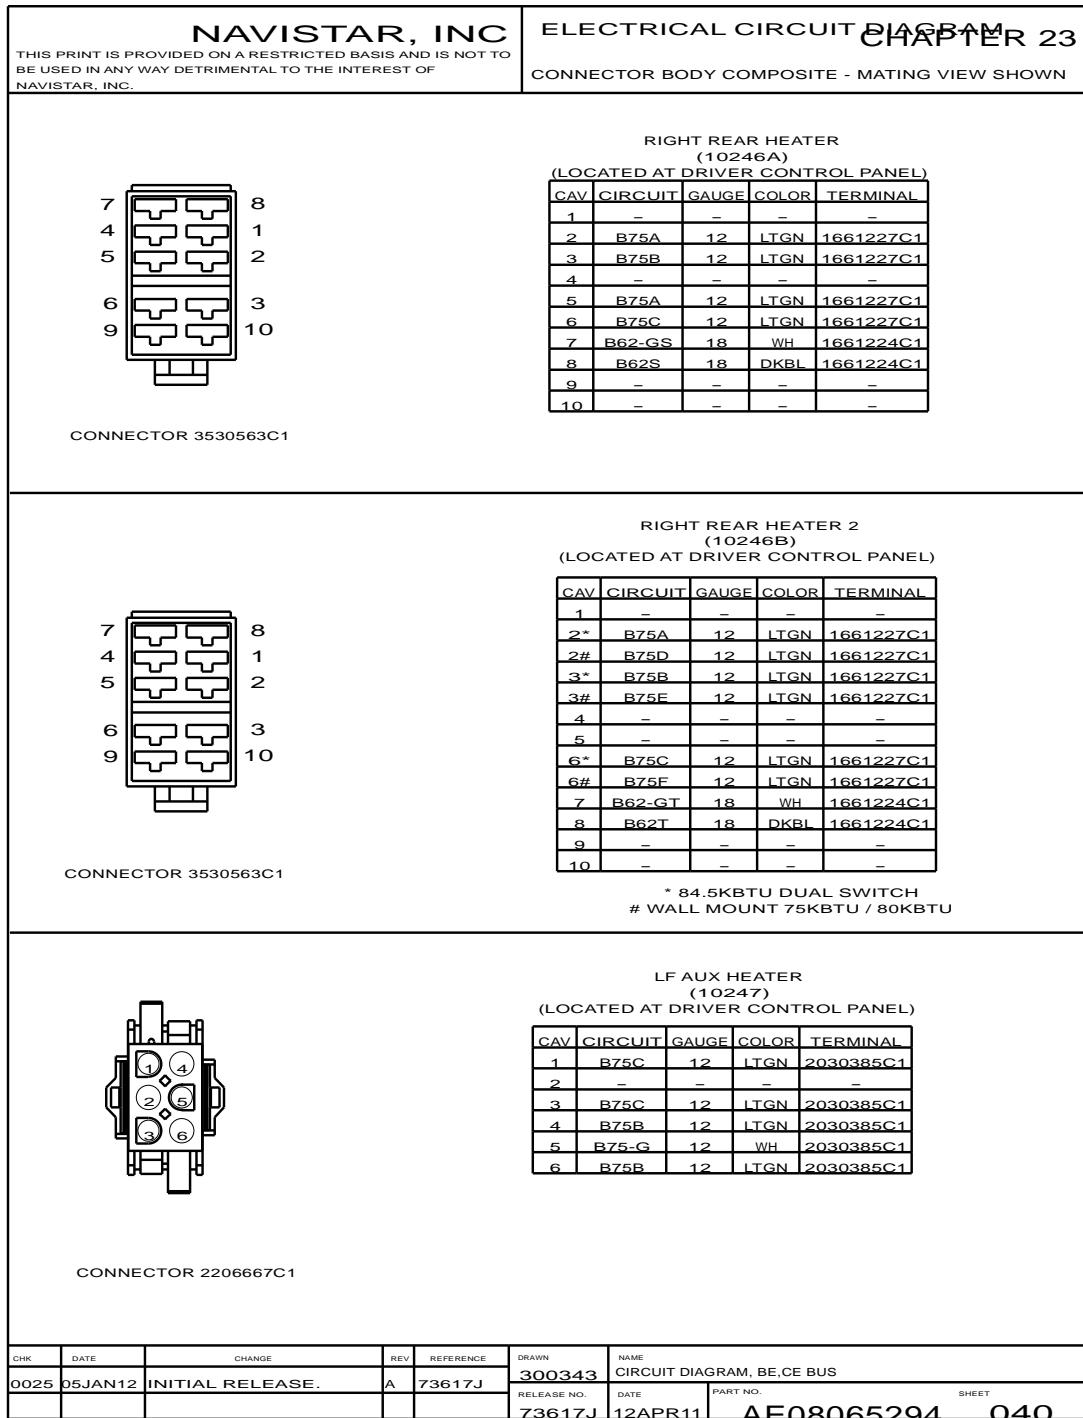 NAVISTAR, INC
THIS PRINT IS PROVIDED ON A RESTRICTED BASIS AND IS NOT TO
BE USED IN ANY WAY DETRIMENTAL TO THE INTEREST OF
NAVISTAR, INC.
ELECTRICAL CIRCUIT DIAGRAM
CHAPTER 23
CONNECTOR BODY COMPOSITE - MATING VIEW SHOWN
RIGHT REAR HEATER
(10246A)
(LOCATED AT DRIVER CONTROL PANEL)
7 8
4 1
5 2
6 3
9 10
CONNECTOR 3530563C1
CAV CIRCUIT GAUGE COLOR TERMINAL
1 – – – –
2 B75A 12 LTGN 1661227C1
3 B75B 12 LTGN 1661227C1
4 – – – –
5 B75A 12 LTGN 1661227C1
6 B75C 12 LTGN 1661227C1
7 B62-GS 18 WH 1661224C1
8 B62S 18 DKBL 1661224C1
9 – – – –
10 – – – –
RIGHT REAR HEATER 2
(10246B)
(LOCATED AT DRIVER CONTROL PANEL)
7 8
4 1
5 2
6 3
9 10
CONNECTOR 3530563C1
CAV CIRCUIT GAUGE COLOR TERMINAL
1 – – – –
2* B75A 12 LTGN 1661227C1
2# B75D 12 LTGN 1661227C1
3* B75B 12 LTGN 1661227C1
3# B75E 12 LTGN 1661227C1
4 – – – –
5 – – – –
6* B75C 12 LTGN 1661227C1
6# B75F 12 LTGN 1661227C1
7 B62-GT 18 WH 1661224C1
8 B62T 18 DKBL 1661224C1
9 – – – –
10 – – – –
* 84.5KBTU DUAL SWITCH
# WALL MOUNT 75KBTU / 80KBTU
LF AUX HEATER
(10247)
(LOCATED AT DRIVER CONTROL PANEL)
1 4
2 5
3 6
CONNECTOR 2206667C1
CAV CIRCUIT GAUGE COLOR TERMINAL
1 B75C 12 LTGN 2030385C1
2 – – – –
3 B75C 12 LTGN 2030385C1
4 B75B 12 LTGN 2030385C1
5 B75-G 12 WH 2030385C1
6 B75B 12 LTGN 2030385C1
CHK DATE CHANGE REV REFERENCE
0025 05JAN12 INITIAL RELEASE. A 73617J
DRAWN NAME
300343 CIRCUIT DIAGRAM, BE,CE BUS
RELEASE NO. DATE PART NO. SHEET
73617J 12APR11 AE08065294 040